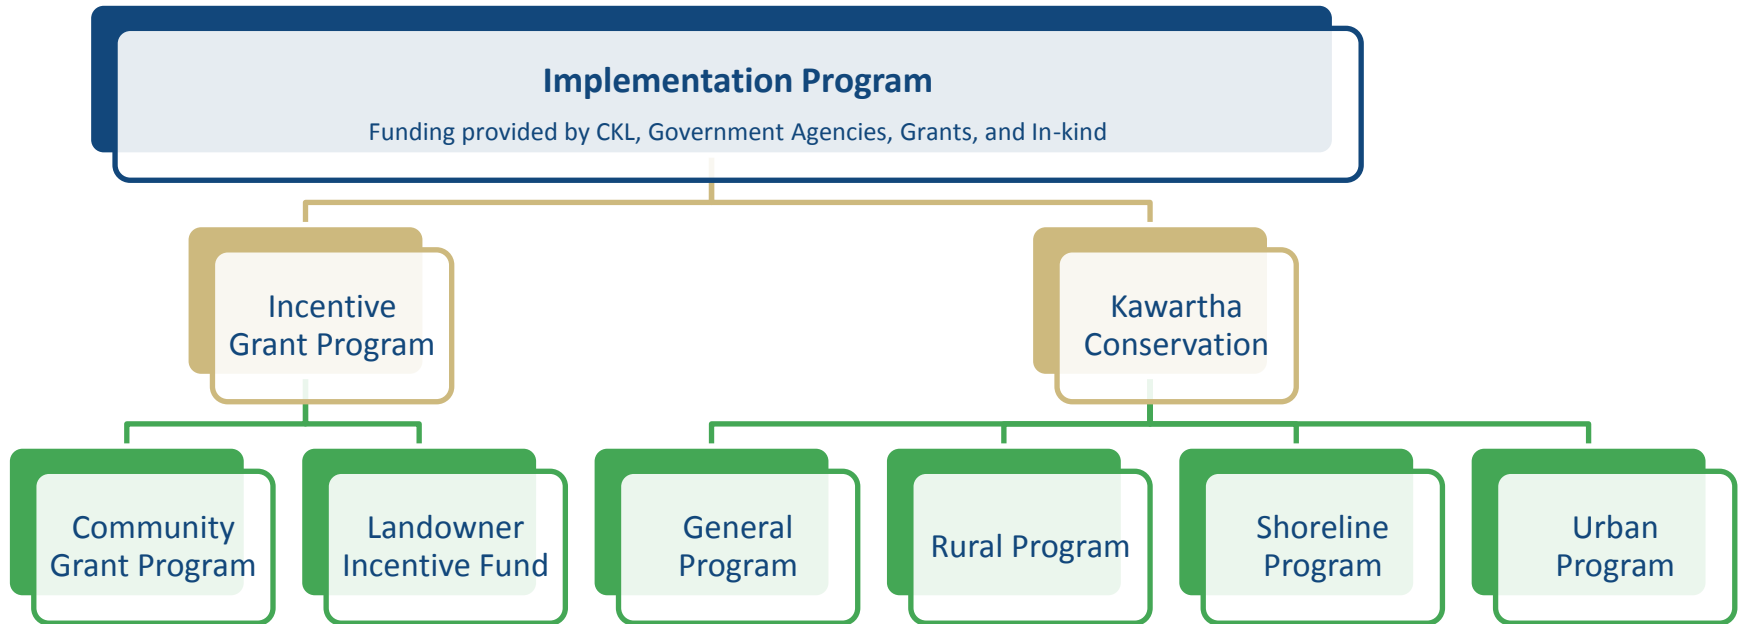 Implementation Program
Funding provided by CKL, Government Agencies, Grants, and In-kind
Incentive
Grant Program
Kawartha
Conservation
Community
Grant Program
Landowner
Incentive Fund
General
Program
Rural Program
Shoreline
Program
Urban
Program